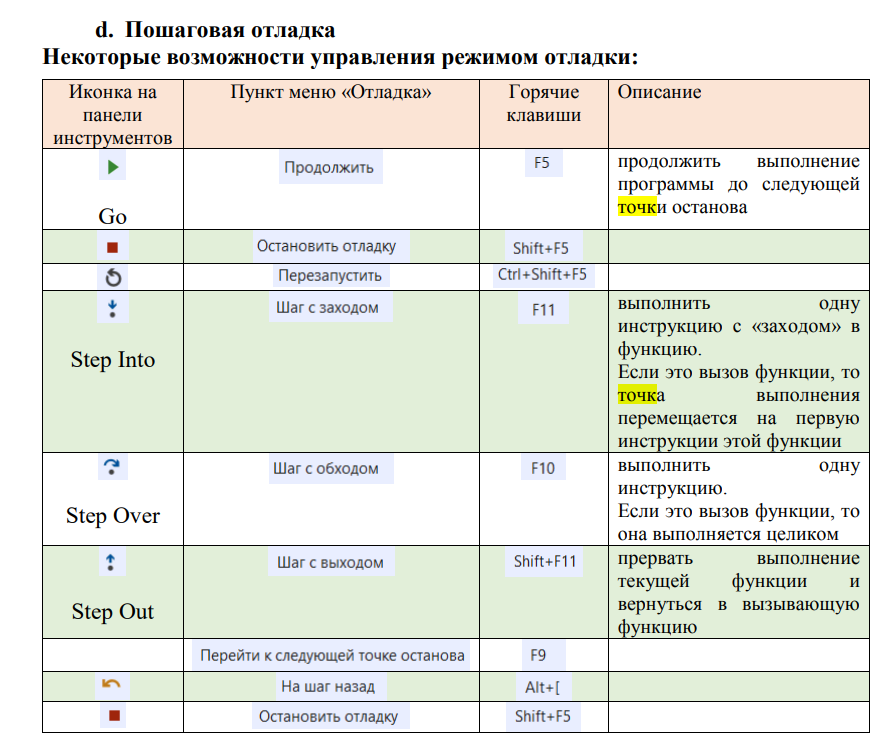 d. Пошаговая отладка
Некоторые возможности управления режимом отладки:
Иконка на
панели
инструментов
Пункт меню «Отладка»
Горячие
клавиши
Описание
Go
Продолжить
F5
продолжить выполнение
программы до следующей
точки останова
Остановить отладку
Shift+F5
Перезапустить
Ctrl+Shift+F5
Step Into
Шаг с заходом
F11
выполнить одну
инструкцию с «заходом» в
функцию.
Если это вызов функции, то
точка выполнения
перемещается на первую
инструкции этой функции
Step Over
Шаг с обходом
F10
выполнить одну
инструкцию.
Если это вызов функции, то
она выполняется целиком
Step Out
Шаг с выходом
Shift+F11
прервать выполнение
текущей функции и
вернуться в вызывающую
функцию
Перейти к следующей точке останова
F9
На шаг назад
Alt+[
Остановить отладку
Shift+F5